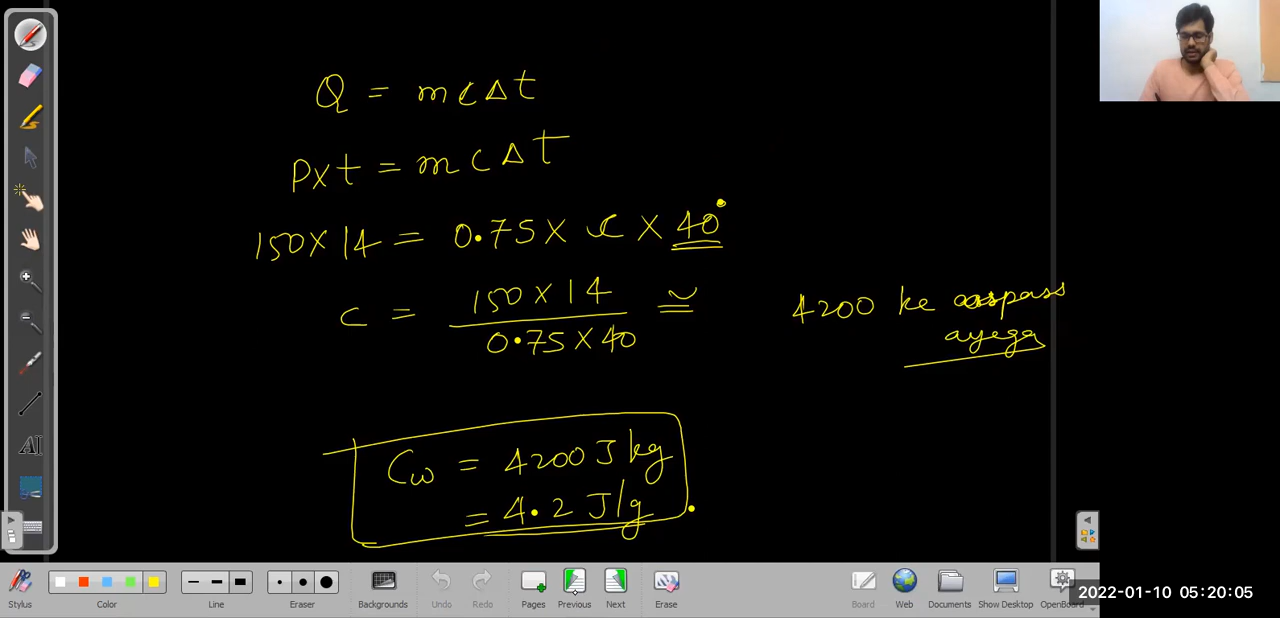 Q = mcΔt
P×t = mcΔt
150×14 = 0.75× c ×40°
c = 150×14 / 0.75×40 ≅
4200 ke aaspass
ayega
Cω = 4200 J kg
= 4.2 J/g .
Stylus
Color
Line
Eraser
Backgrounds
Undo
Redo
Pages
Previous
Next
Erase
Board
Web
Documents
Show Desktop
OpenBoard
2022-01-10 05:20:05
AI